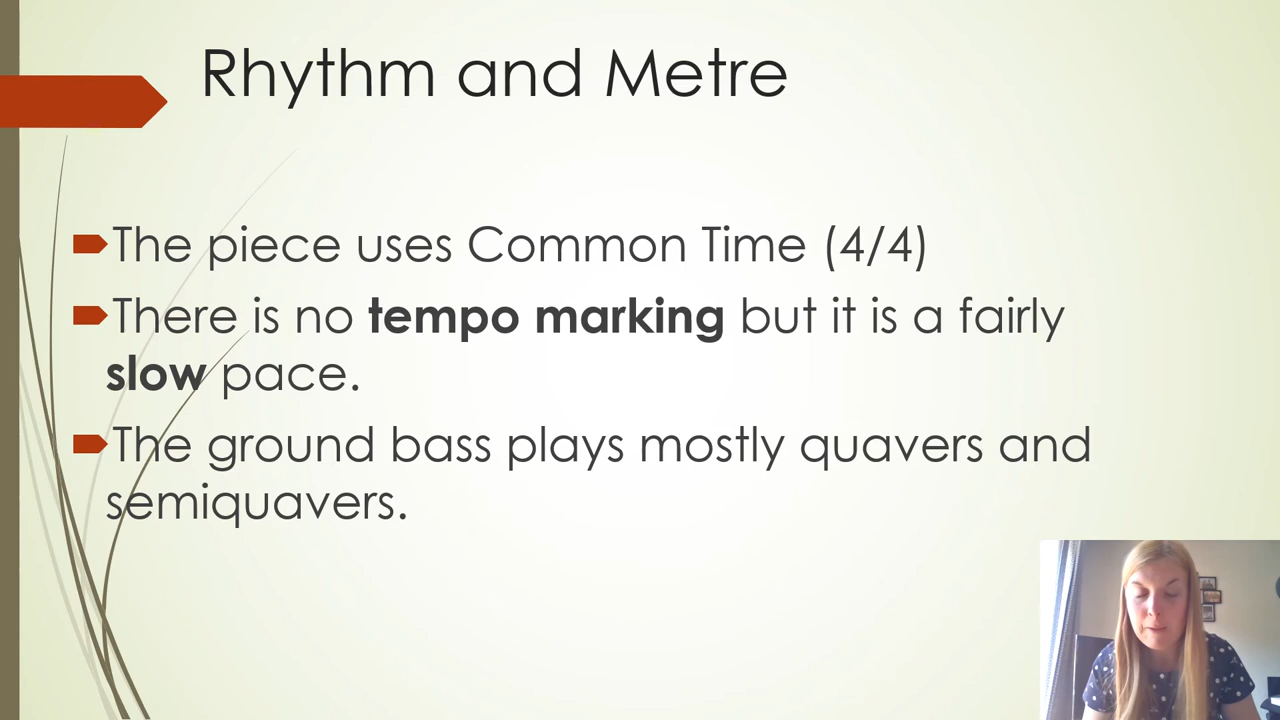 Rhythm and Metre
The piece uses Common Time (4/4)
There is no tempo marking but it is a fairly
slow pace.
The ground bass plays mostly quavers and
semiquavers.